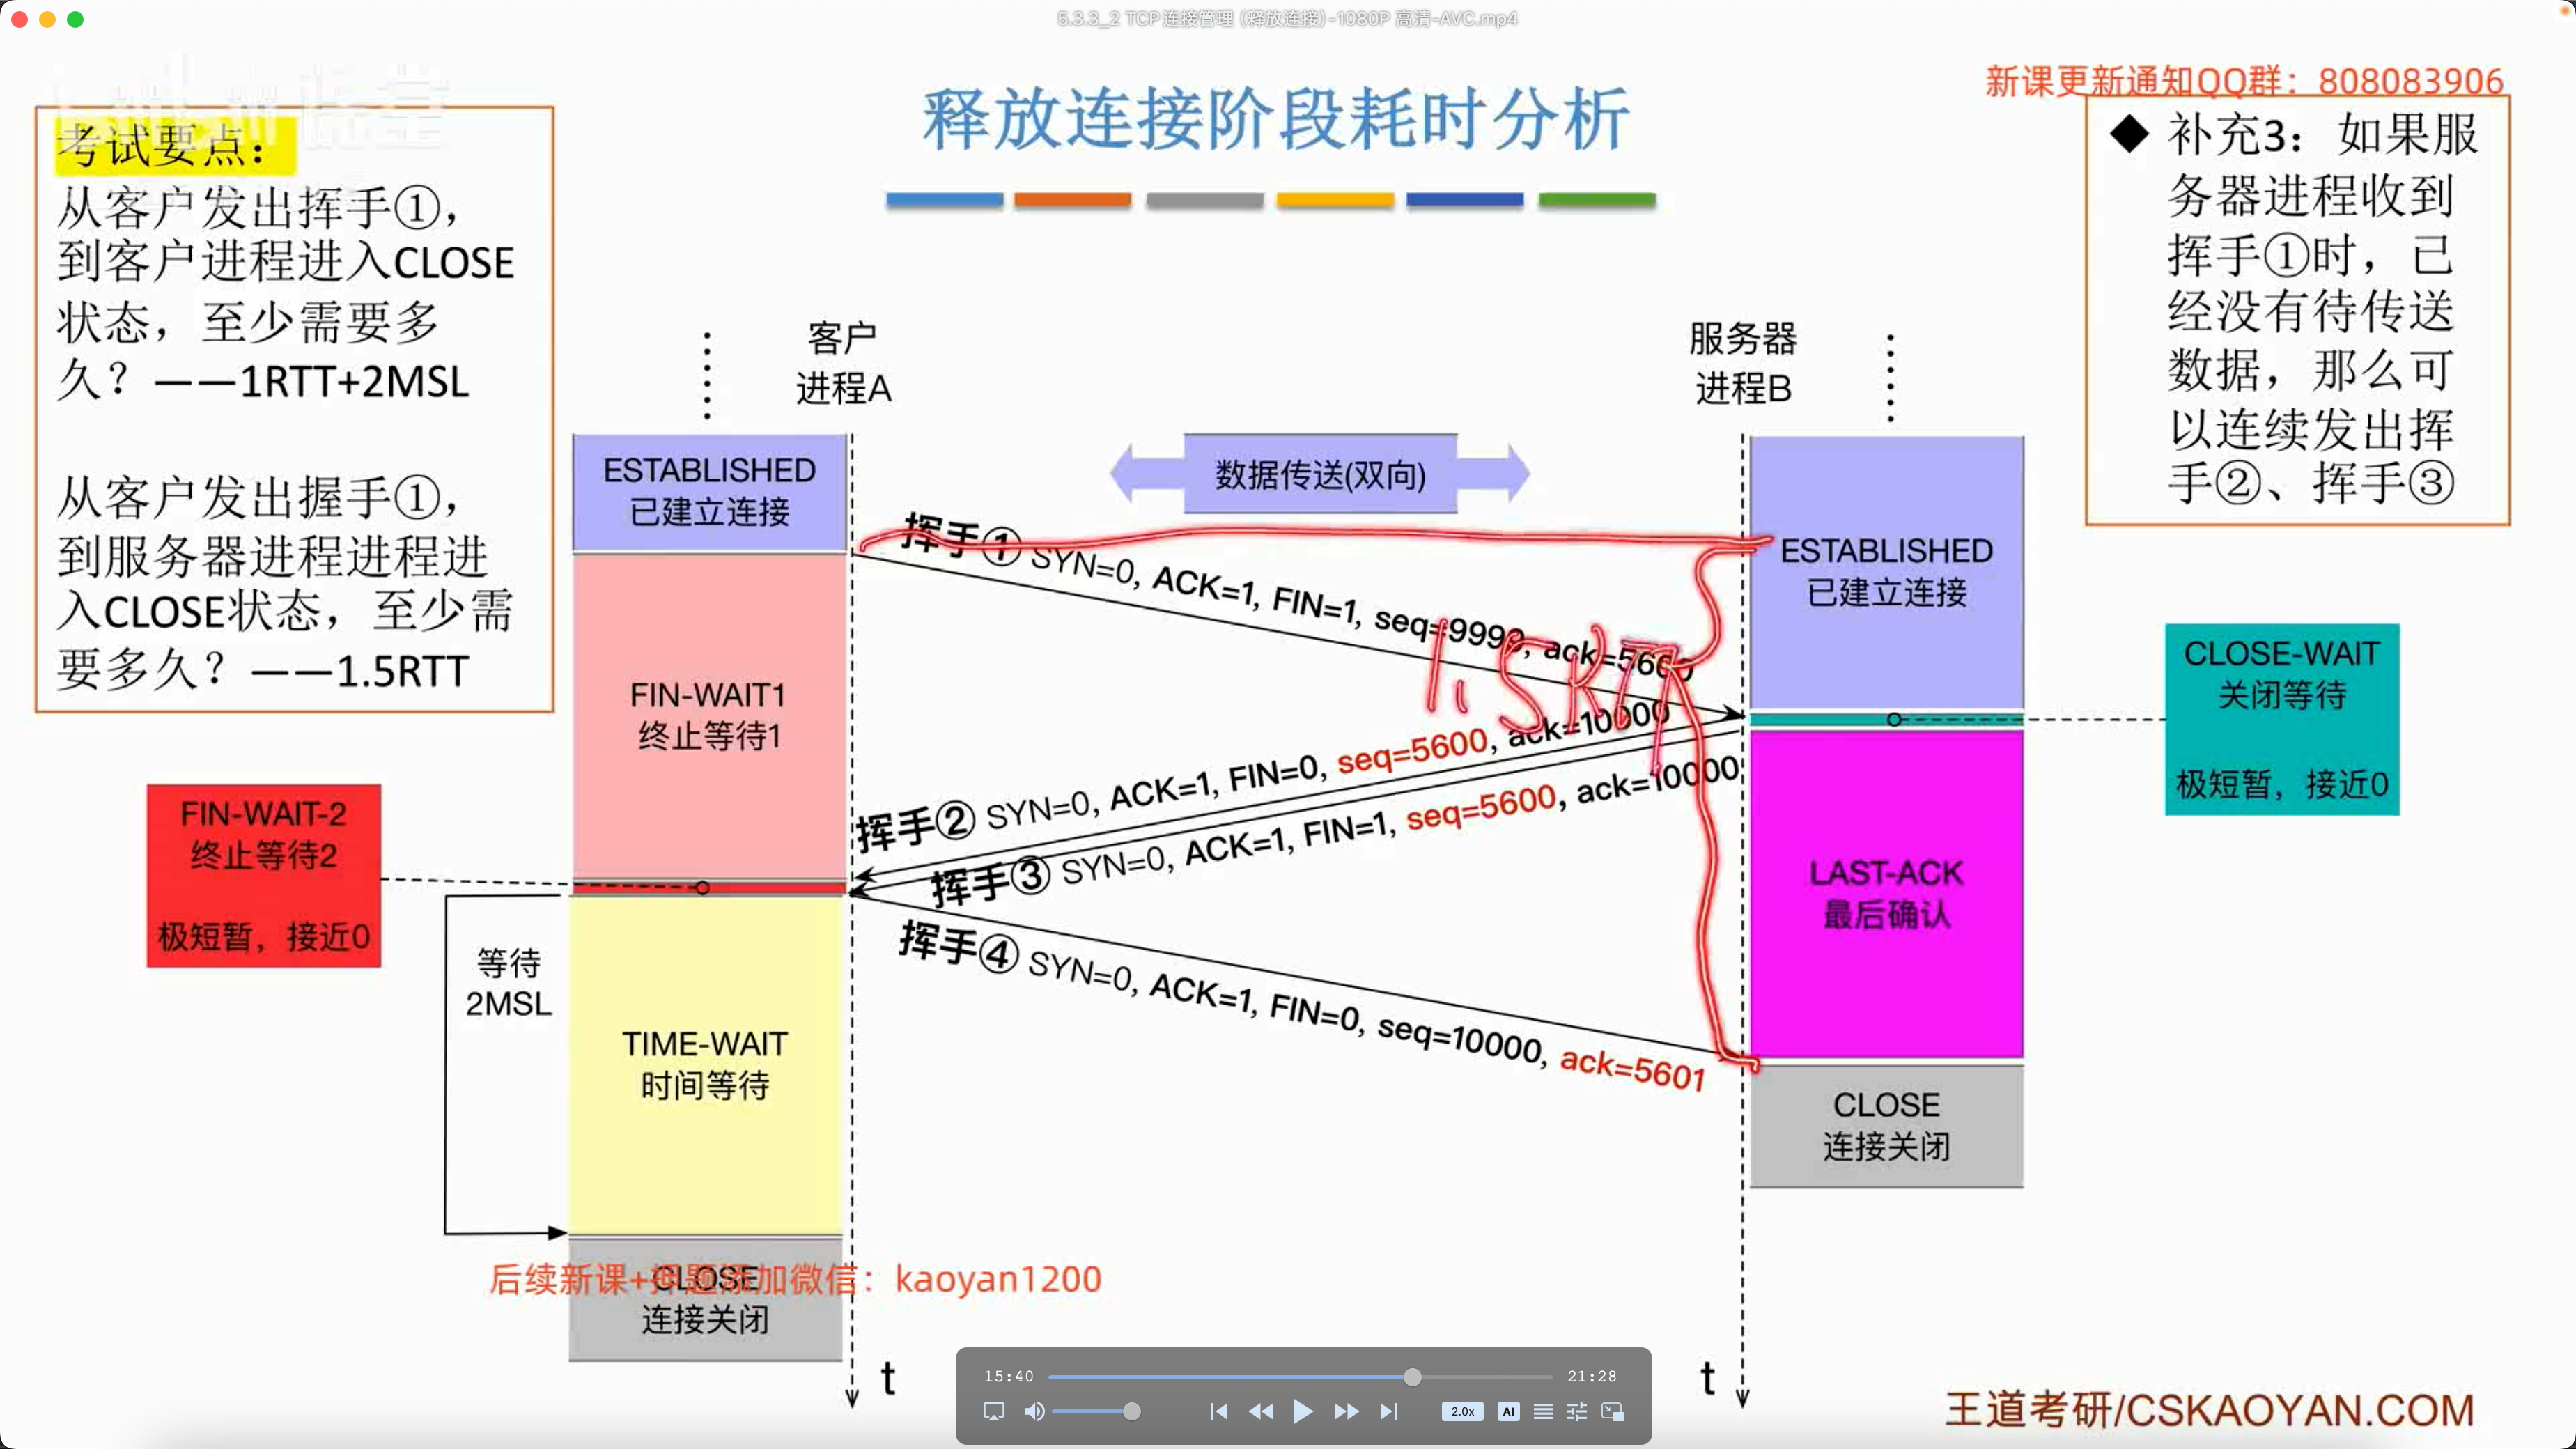 5.3.3_2 TCP连接管理 (释放连接)-1080P 高清-AVC.mp4
新课更新通知QQ群：808083906
释放连接阶段耗时分析
考试要点：
从客户发出挥手①，
到客户进程进入CLOSE
状态，至少需要多
久？——1RTT+2MSL
从客户发出握手①，
到服务器进程进程进
入CLOSE状态，至少需
要多久？——1.5RTT
◆ 补充3：如果服
务器进程收到
挥手①时，已
经没有待传送
数据，那么可
以连续发出挥
手②、挥手③
客户
进程A
服务器
进程B
数据传送(双向)
ESTABLISHED
已建立连接
ESTABLISHED
已建立连接
挥手① SYN=0, ACK=1, FIN=1, seq=9999, ack=5600
1.5RTT
FIN-WAIT1
终止等待1
CLOSE-WAIT
关闭等待
极短暂，接近0
挥手② SYN=0, ACK=1, FIN=0, seq=5600, ack=10000
挥手③ SYN=0, ACK=1, FIN=1, seq=5600, ack=10000
FIN-WAIT-2
终止等待2
极短暂，接近0
LAST-ACK
最后确认
挥手④ SYN=0, ACK=1, FIN=0, seq=10000, ack=5601
等待
2MSL
TIME-WAIT
时间等待
CLOSE
连接关闭
后续新课+押题添加微信：kaoyan1200
CLOSE
连接关闭
t
t
15:40
21:28
2.0x
AI
王道考研/CSKAOYAN.COM